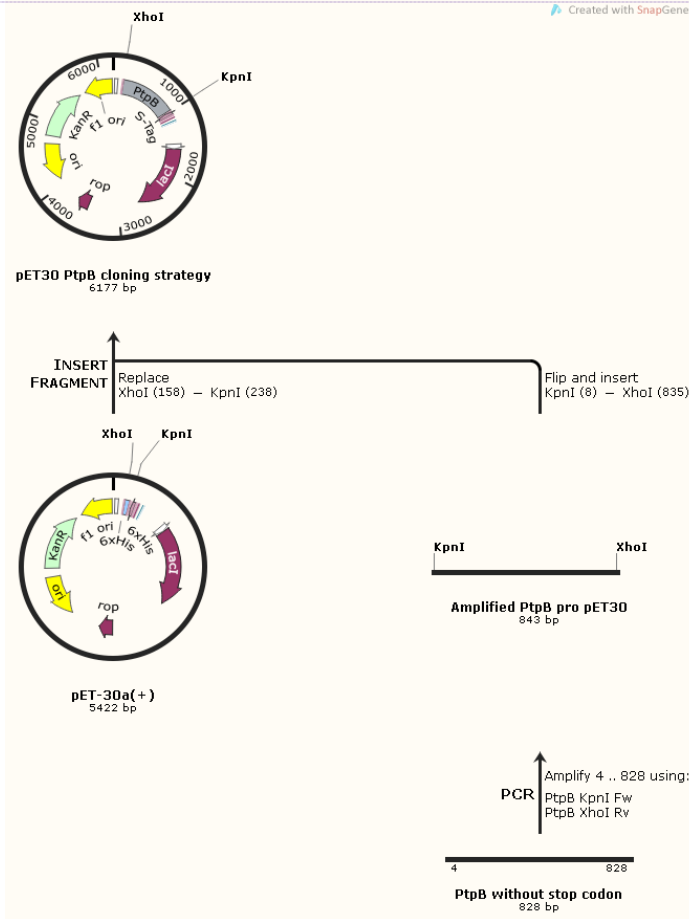 Created with SnapGene
XhoI
KpnI
6000
1000
PtpB
f1 ori
S-Tag
KanR
5000
ori
lacI
2000
rop
4000
3000
pET30 PtpB cloning strategy
6177 bp
INSERT
FRAGMENT
Replace
XhoI (158) – KpnI (238)
Flip and insert
KpnI (8) – XhoI (835)
XhoI KpnI
f1 ori
6xHis
6xHis
KanR
lacI
ori
rop
pET-30a(+)
5422 bp
KpnI XhoI
Amplified PtpB pro pET30
843 bp
PCR
Amplify 4 .. 828 using:
PtpB KpnI Fw
PtpB XhoI Rv
4 828
PtpB without stop codon
828 bp